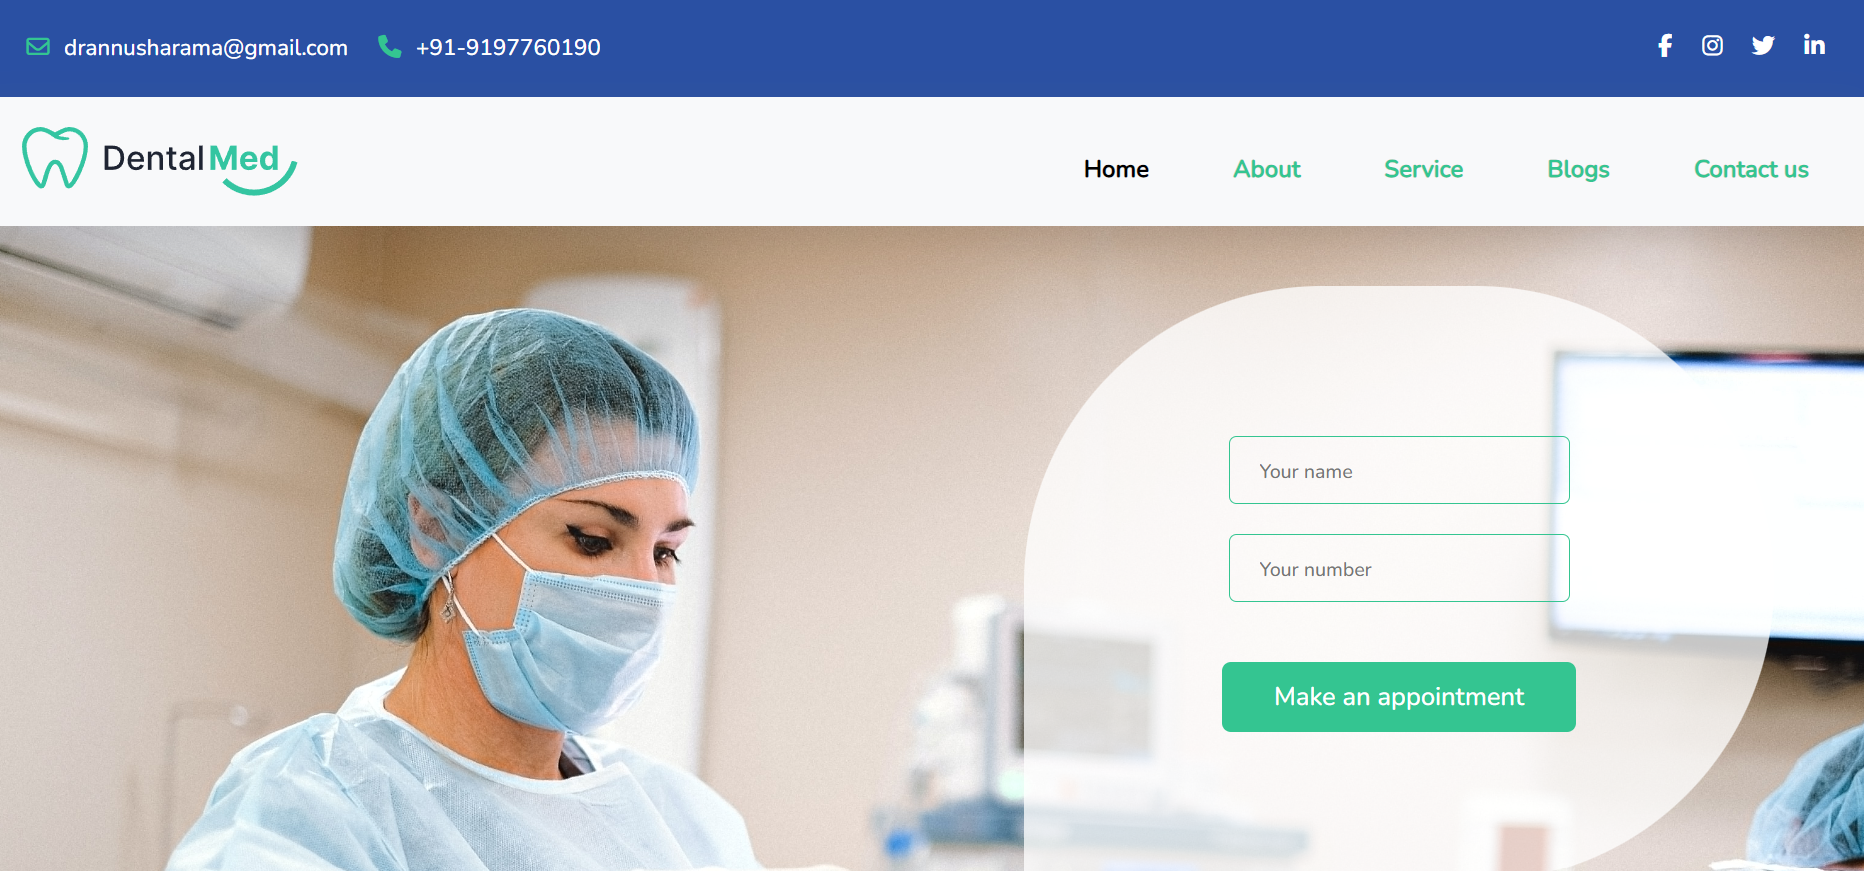 drannusharama@gmail.com +91-9197760190
DentalMed
Home About Service Blogs Contact us
Your name
Your number
Make an appointment